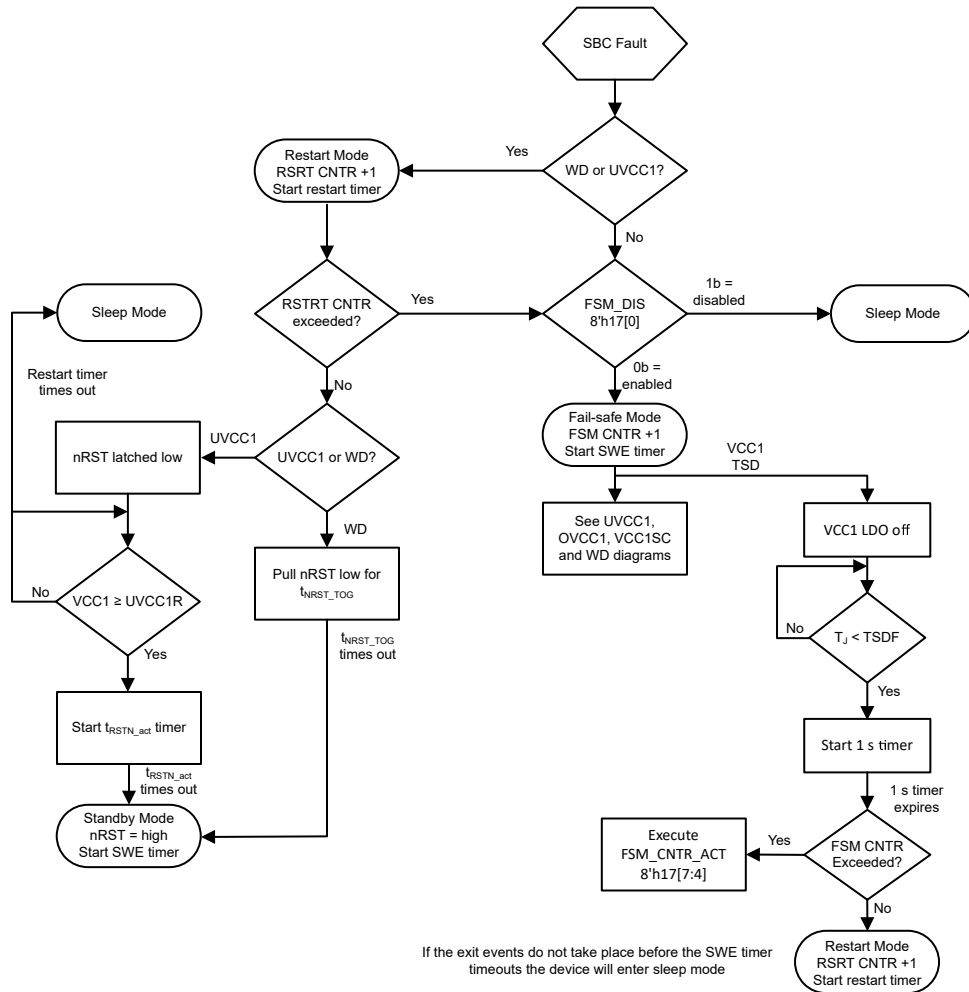 SBC Fault
WD or UVCC1?
Yes
No
Restart Mode
RSRT CNTR +1
Start restart timer
RSTRT CNTR
exceeded?
Yes
No
FSM_DIS
8'h17[0]
1b =
disabled
Sleep Mode
0b =
enabled
Sleep Mode
Restart timer
times out
UVCC1 or WD?
UVCC1
WD
nRST latched low
VCC1 ≥ UVCC1R
No
Yes
Start tRSTN_act timer
tRSTN_act
times out
Standby Mode
nRST = high
Start SWE timer
Pull nRST low for
tNRST_TOG
tNRST_TOG
times out
Fail-safe Mode
FSM CNTR +1
Start SWE timer
VCC1
TSD
See UVCC1,
OVCC1, VCC1SC
and WD diagrams
VCC1 LDO off
TJ < TSDF
No
Yes
Start 1 s timer
1 s timer
expires
FSM CNTR
Exceeded?
Yes
Execute
FSM_CNTR_ACT
8'h17[7:4]
No
Restart Mode
RSRT CNTR +1
Start restart timer
If the exit events do not take place before the SWE timer
timeouts the device will enter sleep mode